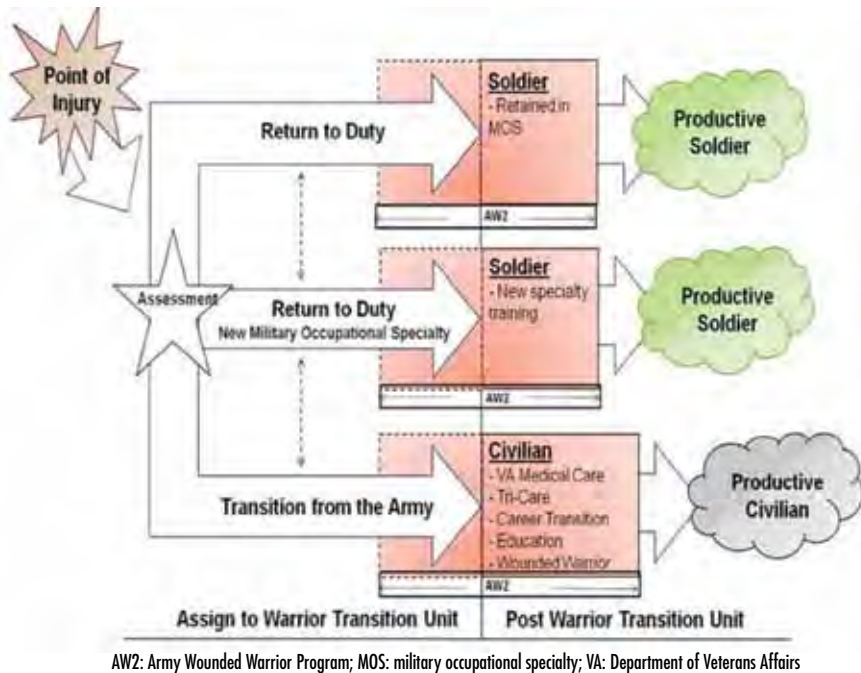 Point of
Injury
Assessment
Return to Duty
Soldier
- Retained in
MOS
AW2
Productive
Soldier
Return to Duty
New Military Occupational Specialty
Soldier
- New specialty
training
AW2
Productive
Soldier
Transition from the Army
Civilian
- VA Medical Care
- Tri-Care
- Career Transition
- Education
- Wounded Warrior
AW2
Productive
Civilian
Assign to Warrior Transition Unit
Post Warrior Transition Unit
AW2: Army Wounded Warrior Program; MOS: military occupational specialty; VA: Department of Veterans Affairs